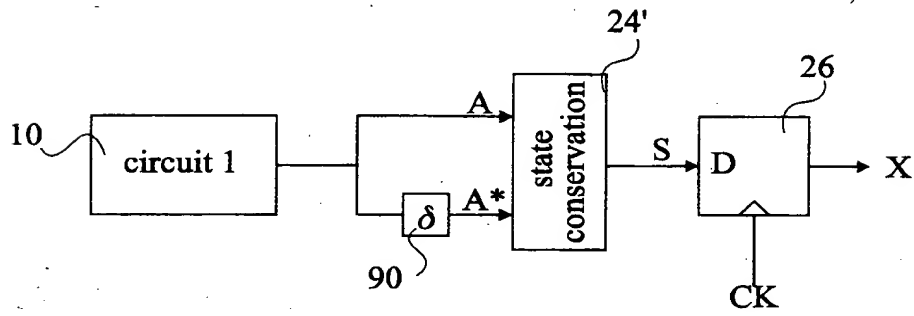 24'
26
10
circuit 1
A
state
conservation
S
D
X
δ
A*
90
CK